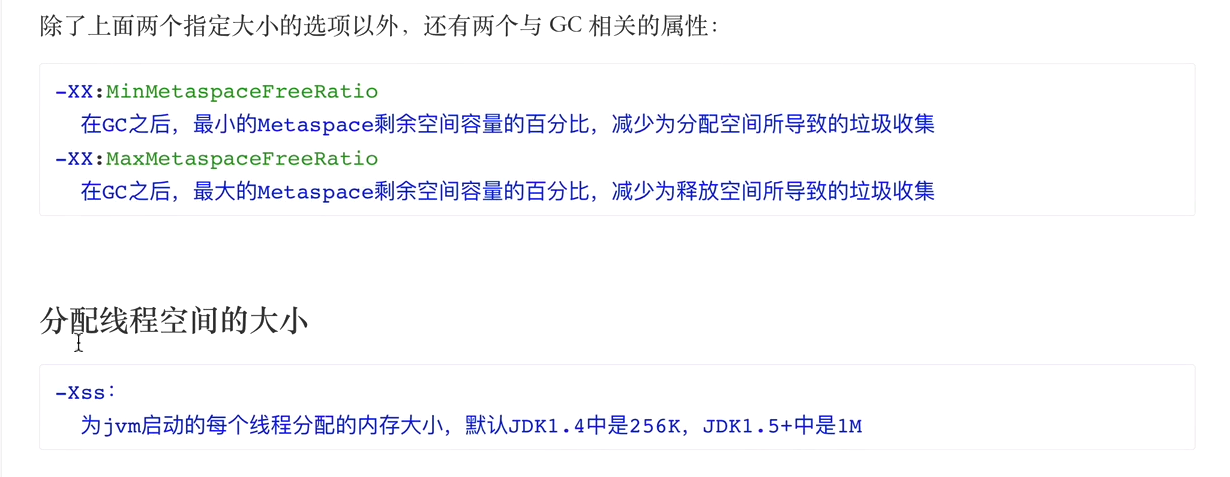 除了上面两个指定大小的选项以外，还有两个与 GC 相关的属性：
-XX:MinMetaspaceFreeRatio
在GC之后，最小的Metaspace剩余空间容量的百分比，减少为分配空间所导致的垃圾收集
-XX:MaxMetaspaceFreeRatio
在GC之后，最大的Metaspace剩余空间容量的百分比，减少为释放空间所导致的垃圾收集
分配线程空间的大小
-Xss：
为jvm启动的每个线程分配的内存大小，默认JDK1.4中是256K，JDK1.5+中是1M